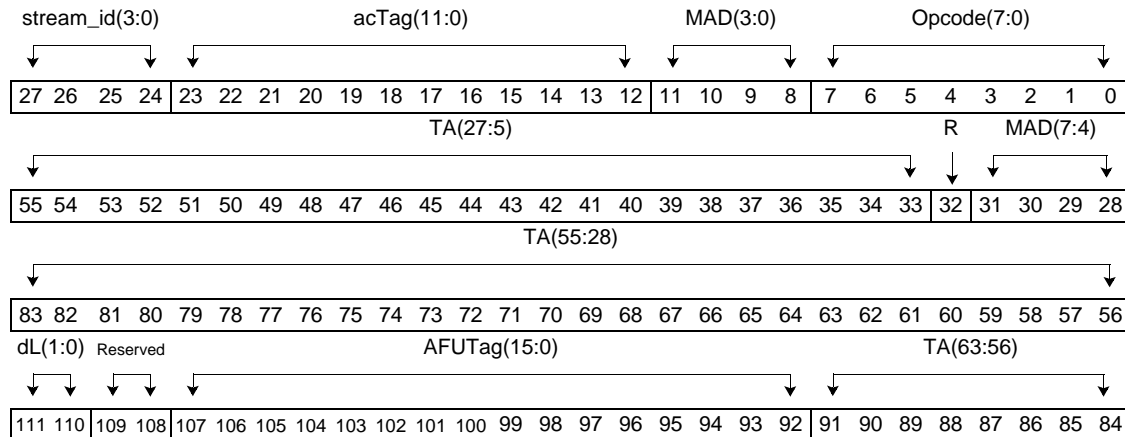 stream_id(3:0) acTag(11:0) MAD(3:0) Opcode(7:0)
27 26 25 24 23 22 21 20 19 18 17 16 15 14 13 12 11 10 9 8 7 6 5 4 3 2 1 0
TA(27:5) R MAD(7:4)
55 54 53 52 51 50 49 48 47 46 45 44 43 42 41 40 39 38 37 36 35 34 33 32 31 30 29 28
TA(55:28)
83 82 81 80 79 78 77 76 75 74 73 72 71 70 69 68 67 66 65 64 63 62 61 60 59 58 57 56
dL(1:0) Reserved AFUTag(15:0) TA(63:56)
111 110 109 108 107 106 105 104 103 102 101 100 99 98 97 96 95 94 93 92 91 90 89 88 87 86 85 84